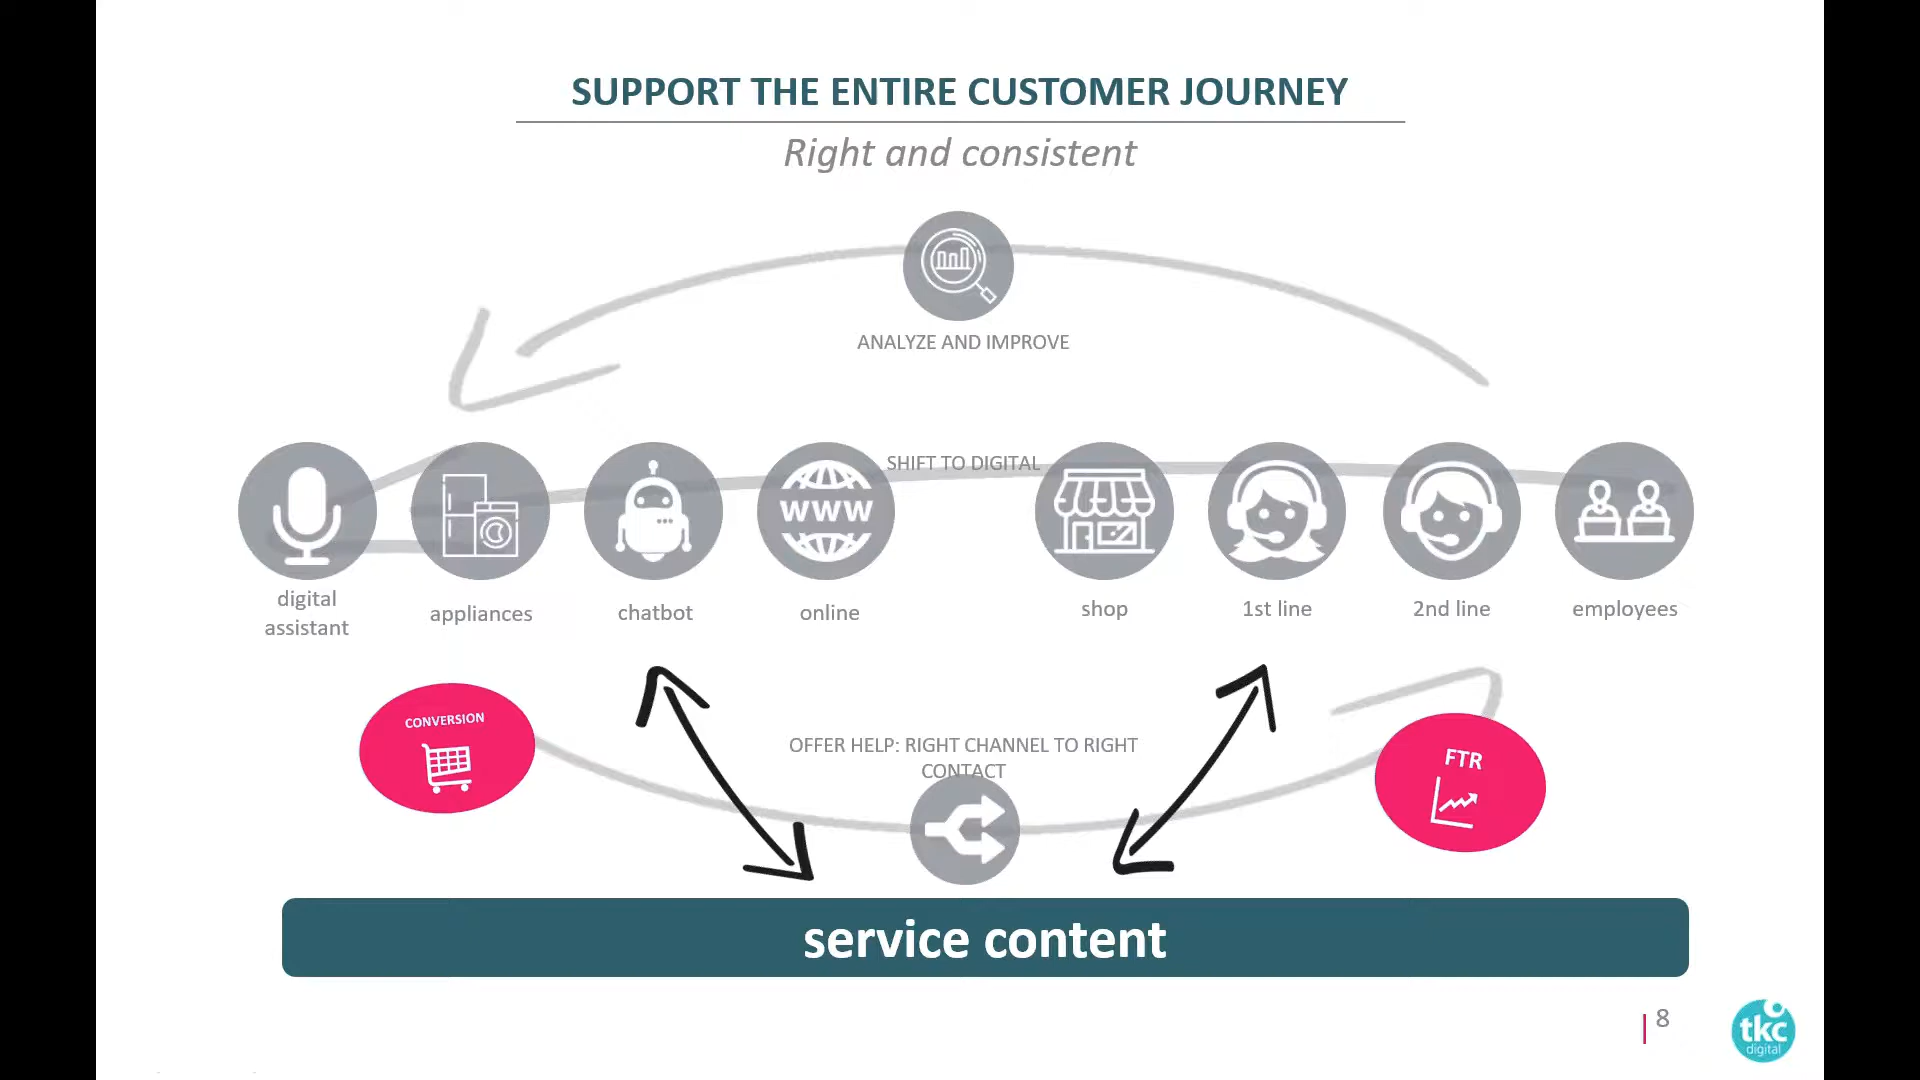 SUPPORT THE ENTIRE CUSTOMER JOURNEY
Right and consistent
ANALYZE AND IMPROVE
SHIFT TO DIGITAL
WWW
digital
assistant
appliances
chatbot
online
shop
1st line
2nd line
employees
CONVERSION
OFFER HELP: RIGHT CHANNEL TO RIGHT
CONTACT
FTR
service content
8
tkc
digital